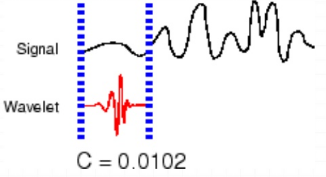 Signal
Wavelet
C = 0.0102